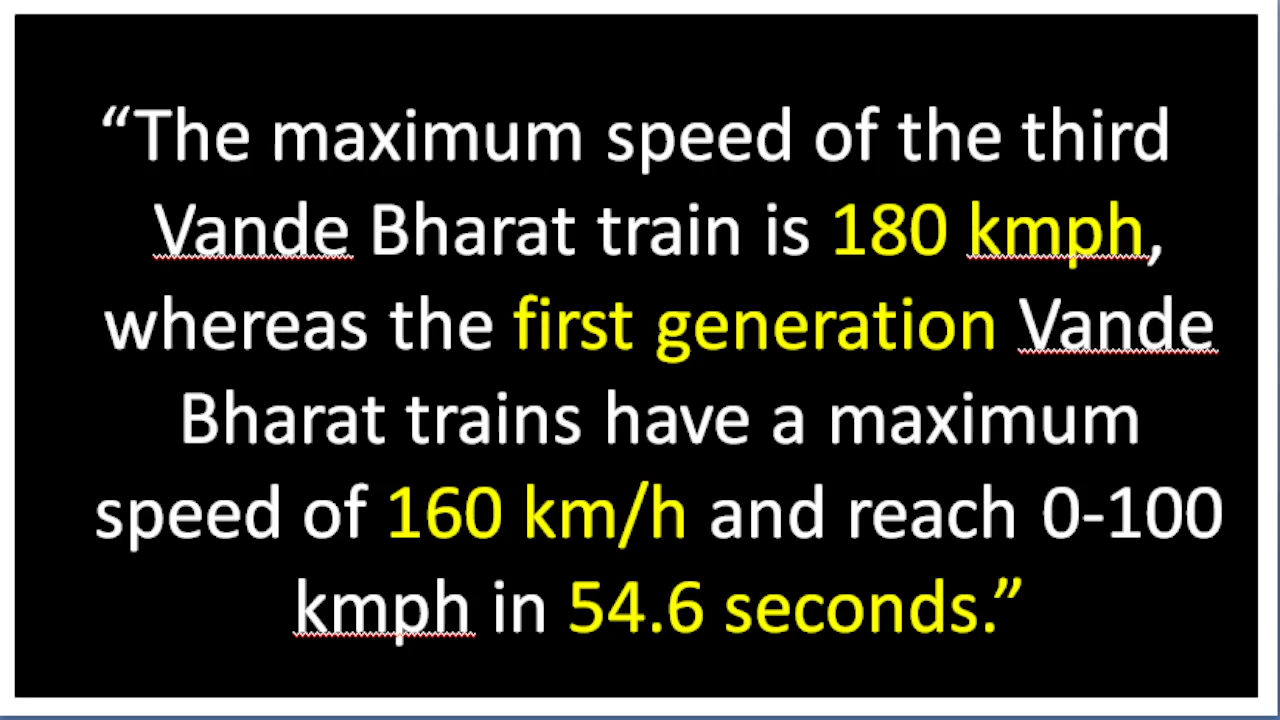 “The maximum speed of the third
Vande Bharat train is 180 kmph,
whereas the first generation Vande
Bharat trains have a maximum
speed of 160 km/h and reach 0-100
kmph in 54.6 seconds.”